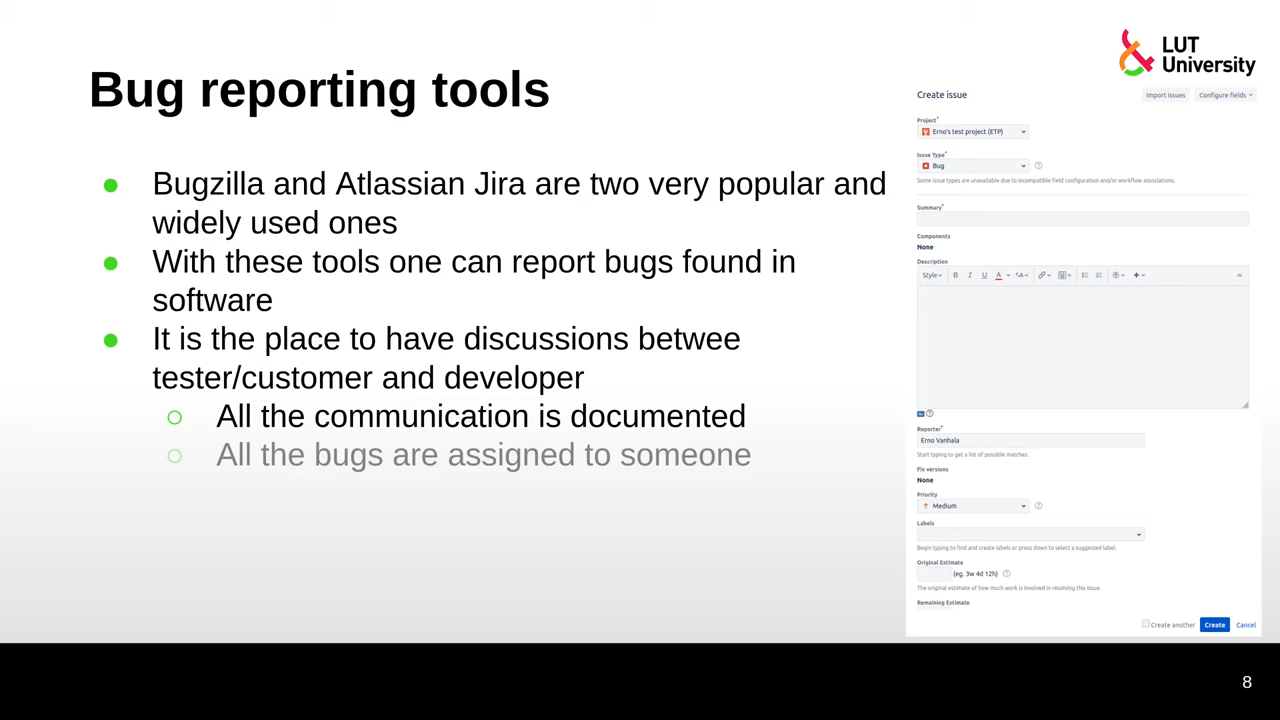 LUT
University
Bug reporting tools
Bugzilla and Atlassian Jira are two very popular and
widely used ones
With these tools one can report bugs found in
software
It is the place to have discussions betwee
tester/customer and developer
All the communication is documented
All the bugs are assigned to someone
Create issue
Import issues
Configure fields
Project*
Erno's test project (ETP)
Issue Type*
Bug
Some issue types are unavailable due to incompatible field configuration and/or workflow associations.
Summary*
Components
None
Description
Style B I U A
Reporter*
Erno Vanhala
Start typing to get a list of possible matches.
Fix versions
None
Priority
Medium
Labels
Begin typing to find and create labels or press down to select a suggested label.
Original Estimate
(eg. 3w 4d 12h)
The original estimate of how much work is involved in resolving this issue.
Remaining Estimate
Create another Create Cancel
8